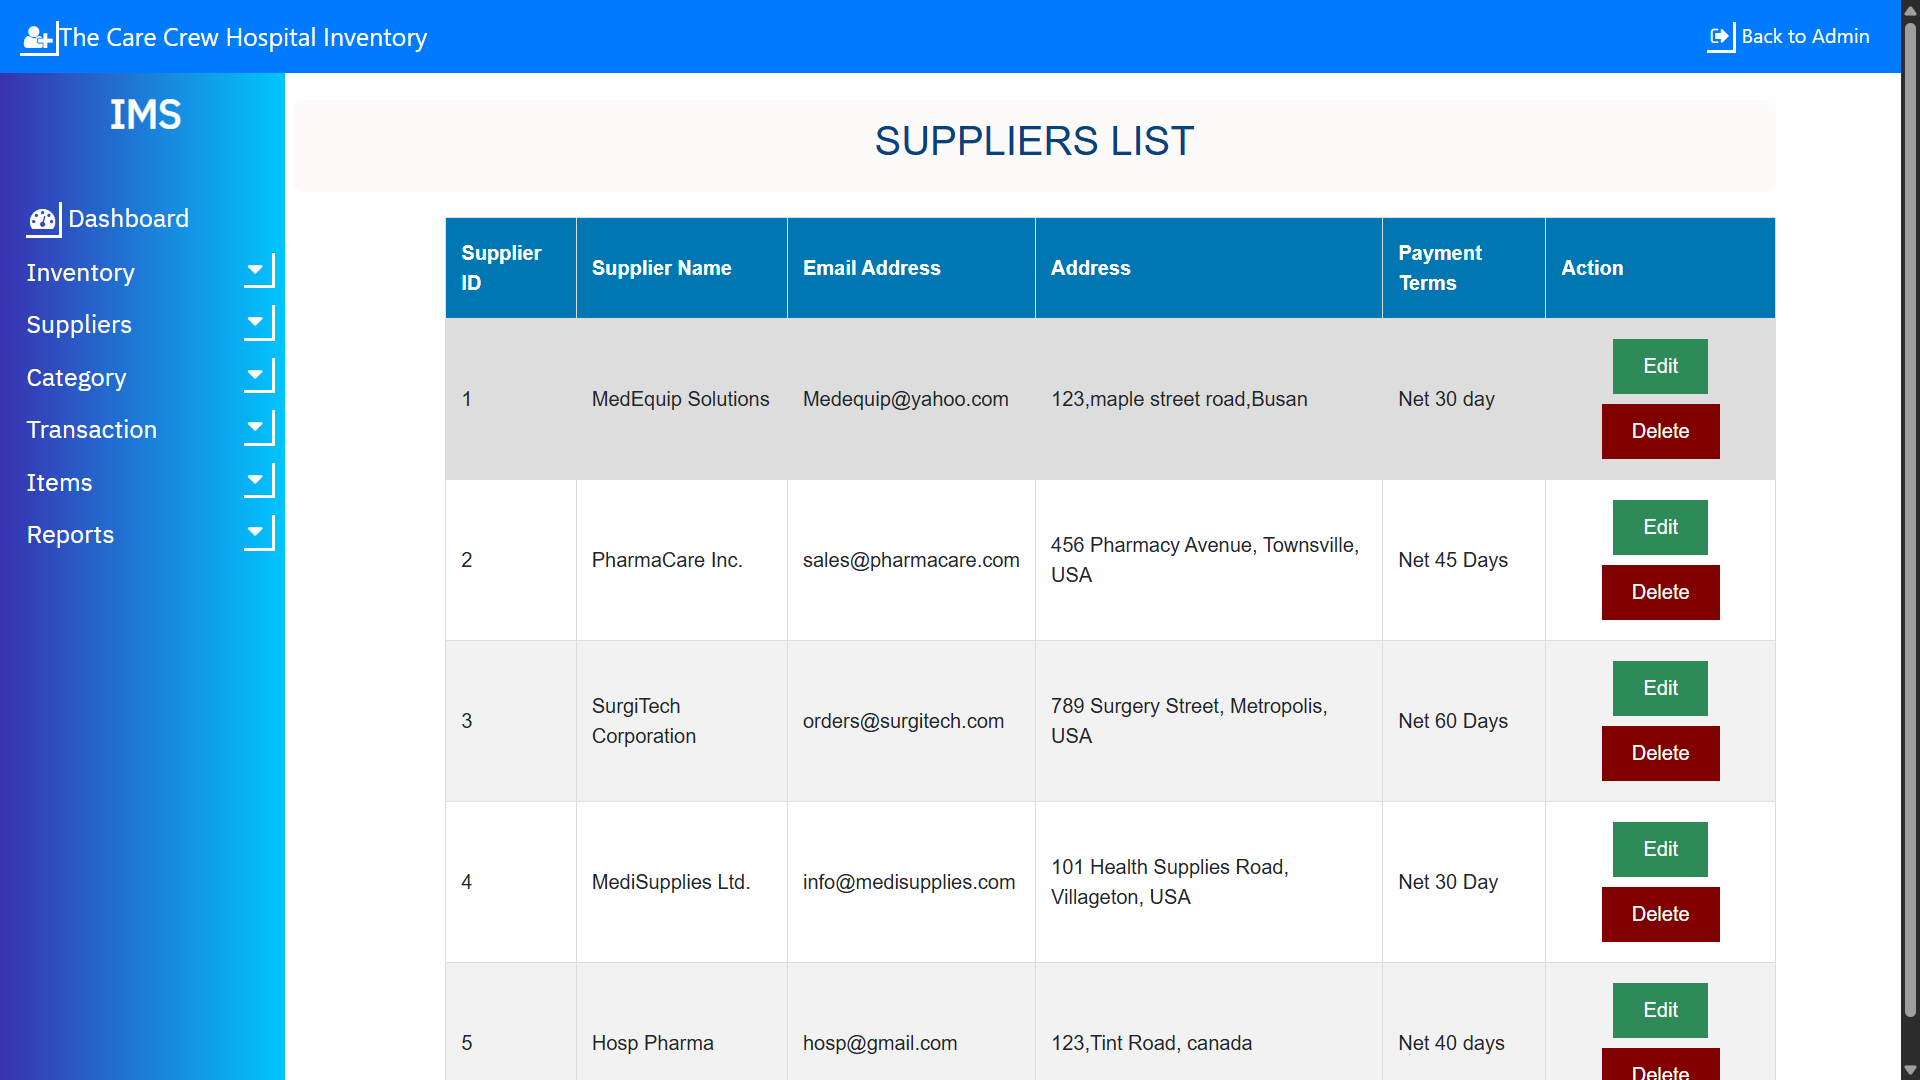 The Care Crew Hospital Inventory
Back to Admin
IMS
Dashboard
Inventory
Suppliers
Category
Transaction
Items
Reports
SUPPLIERS LIST
Supplier ID
Supplier Name
Email Address
Address
Payment Terms
Action
1
MedEquip Solutions
Medequip@yahoo.com
123,maple street road,Busan
Net 30 day
Edit
Delete
2
PharmaCare Inc.
sales@pharmacare.com
456 Pharmacy Avenue, Townsville,
USA
Net 45 Days
Edit
Delete
3
SurgiTech
Corporation
orders@surgitech.com
789 Surgery Street, Metropolis,
USA
Net 60 Days
Edit
Delete
4
MediSupplies Ltd.
info@medisupplies.com
101 Health Supplies Road,
Villageton, USA
Net 30 Day
Edit
Delete
5
Hosp Pharma
hosp@gmail.com
123,Tint Road, canada
Net 40 days
Edit
Delete